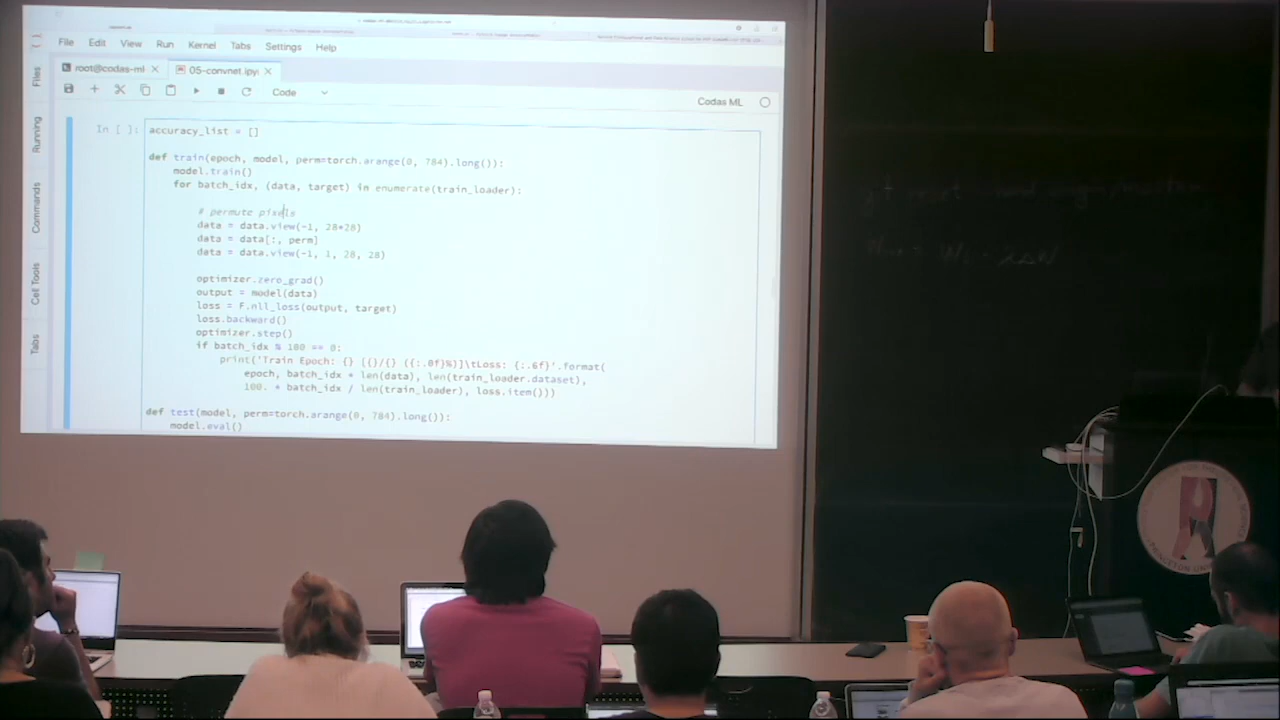 File Edit View Run Kernel Tabs Settings Help
Files
Running
Commands
Cell Tools
Tabs
root@codas-ml
05-convnet.ipyn
Code
Codas ML
In [ ]:
accuracy_list = []
def train(epoch, model, perm=torch.arange(0, 784).long()):
model.train()
for batch_idx, (data, target) in enumerate(train_loader):
# permute pixels
data = data.view(-1, 28*28)
data = data[:, perm]
data = data.view(-1, 1, 28, 28)
optimizer.zero_grad()
output = model(data)
loss = F.nll_loss(output, target)
loss.backward()
optimizer.step()
if batch_idx % 100 == 0:
print('Train Epoch: {} [{}/{} ({:.0f}%)]\tLoss: {:.6f}'.format(
epoch, batch_idx * len(data), len(train_loader.dataset),
100. * batch_idx / len(train_loader), loss.item()))
def test(model, perm=torch.arange(0, 784).long()):
model.eval()